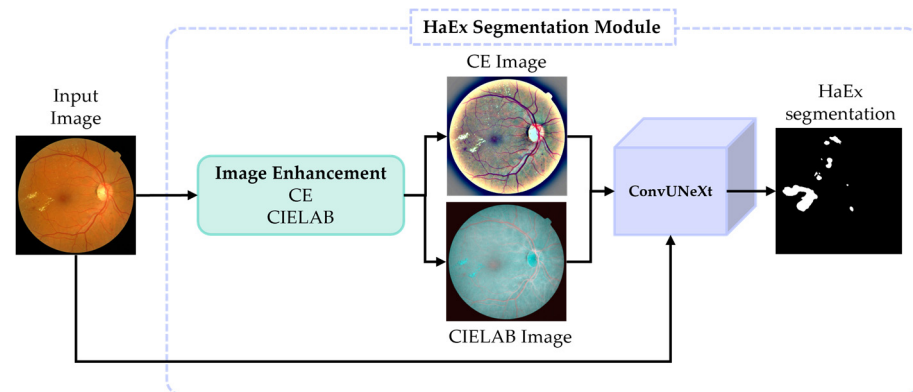 HaEx Segmentation Module
CE Image
Input
Image
HaEx
segmentation
Image Enhancement
CE
CIELAB
ConvUNeXt
CIELAB Image